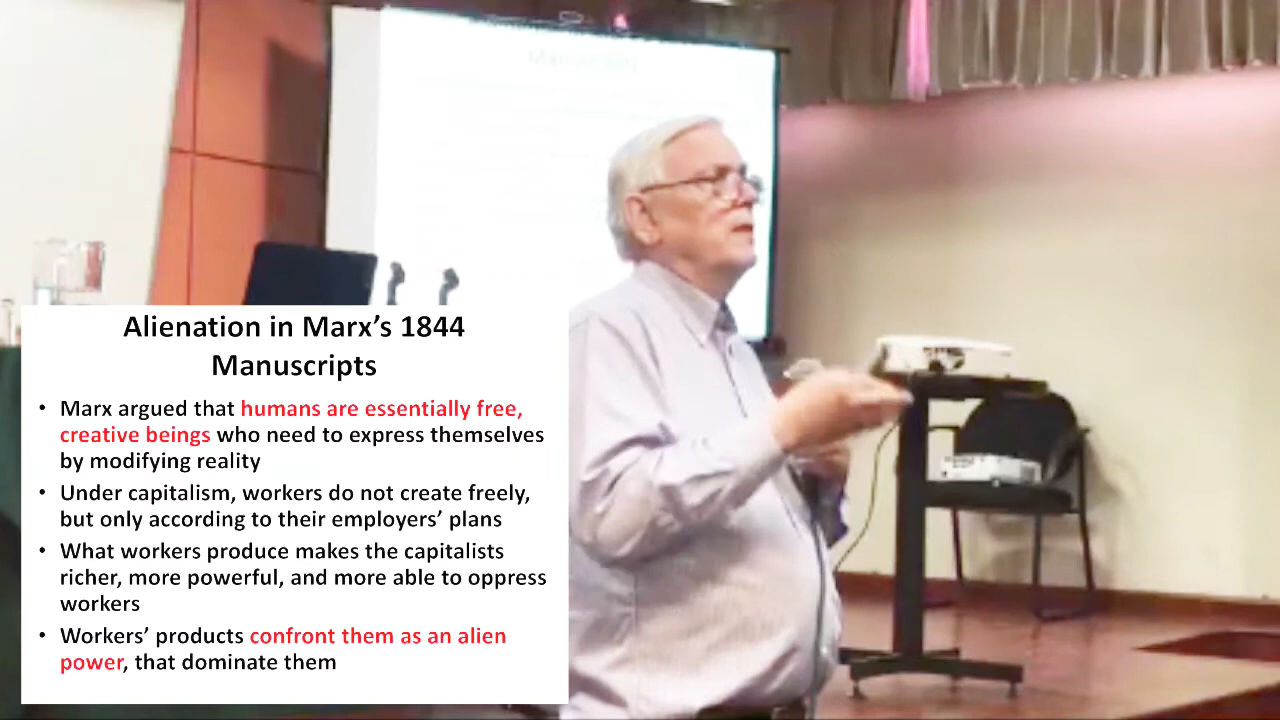 Alienation in Marx's 1844
Manuscripts
• Marx argued that humans are essentially free,
creative beings who need to express themselves
by modifying reality
• Under capitalism, workers do not create freely,
but only according to their employers' plans
• What workers produce makes the capitalists
richer, more powerful, and more able to oppress
workers
• Workers' products confront them as an alien
power, that dominate them